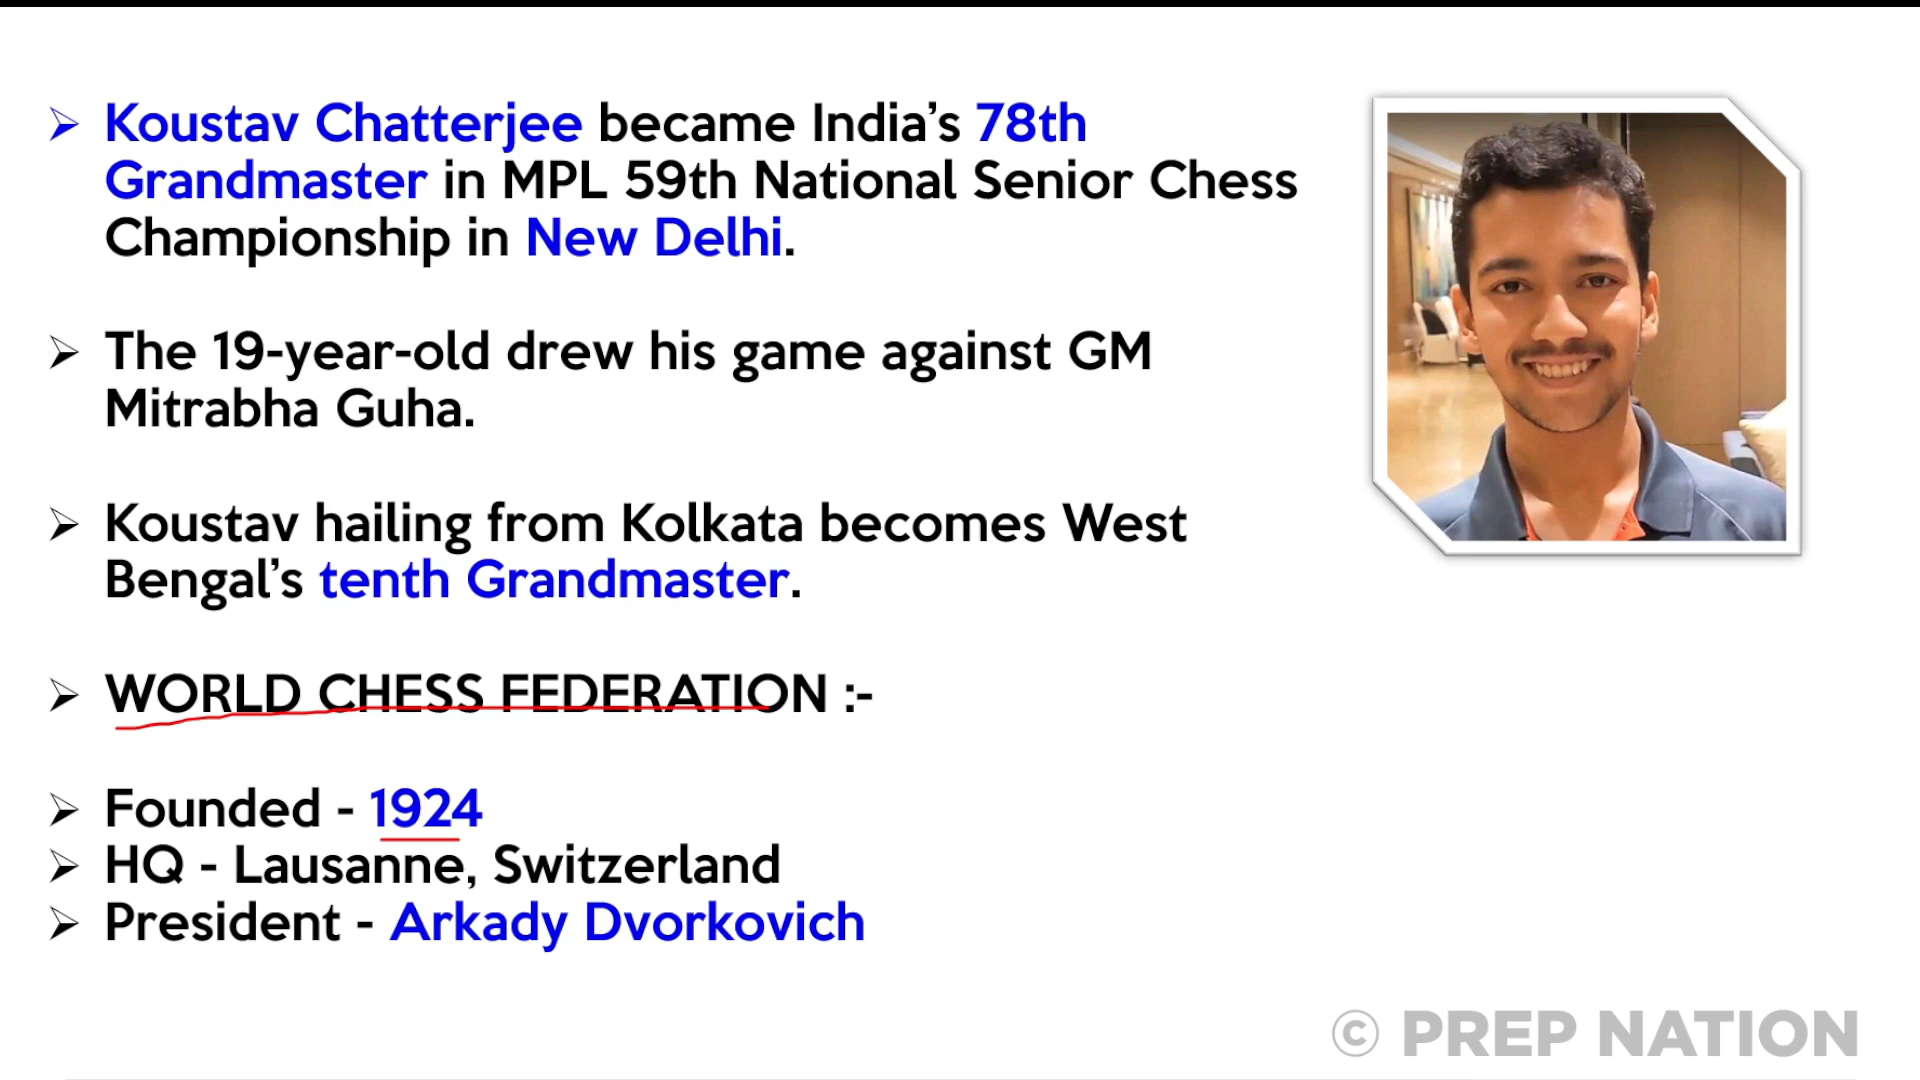 ➢ Koustav Chatterjee became India’s 78th
Grandmaster in MPL 59th National Senior Chess
Championship in New Delhi.
➢ The 19-year-old drew his game against GM
Mitrabha Guha.
➢ Koustav hailing from Kolkata becomes West
Bengal’s tenth Grandmaster.
➢ WORLD CHESS FEDERATION :-
➢ Founded - 1924
➢ HQ - Lausanne, Switzerland
➢ President - Arkady Dvorkovich
© PREP NATION